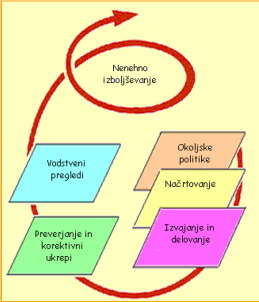 Nenehno
izboljševanje
Okoljske
politike
Vodstveni
pregledi
Načrtovanje
Preverjanje in
korektivni
ukrepi
Izvajanje in
delovanje